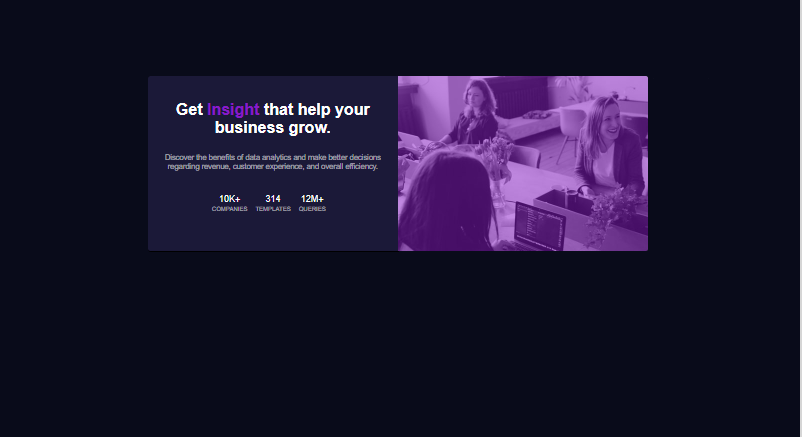 Get Insight that help your
business grow.
Discover the benefits of data analytics and make better decisions
regarding revenue, customer experience, and overall efficiency.
10K+ 314 12M+
COMPANIES TEMPLATES QUERIES